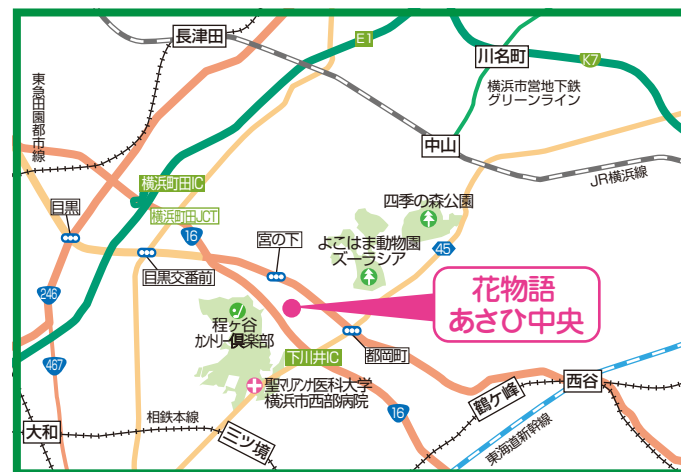 長津田
E1
川名町
K7
東急田園都市線
横浜市営地下鉄
グリーンライン
中山
JR横浜線
横浜町田IC
横浜町田JCT
目黒
16
宮の下
四季の森公園
よこはま動物園
ズーラシア
45
目黒交番前
246
467
花物語
あさひ中央
程ヶ谷
カントリー倶楽部
下川井IC
都岡町
聖マリアンナ医科大学
横浜市西部病院
16
鶴ヶ峰
西谷
大和
相鉄本線
三ツ境
東海道新幹線